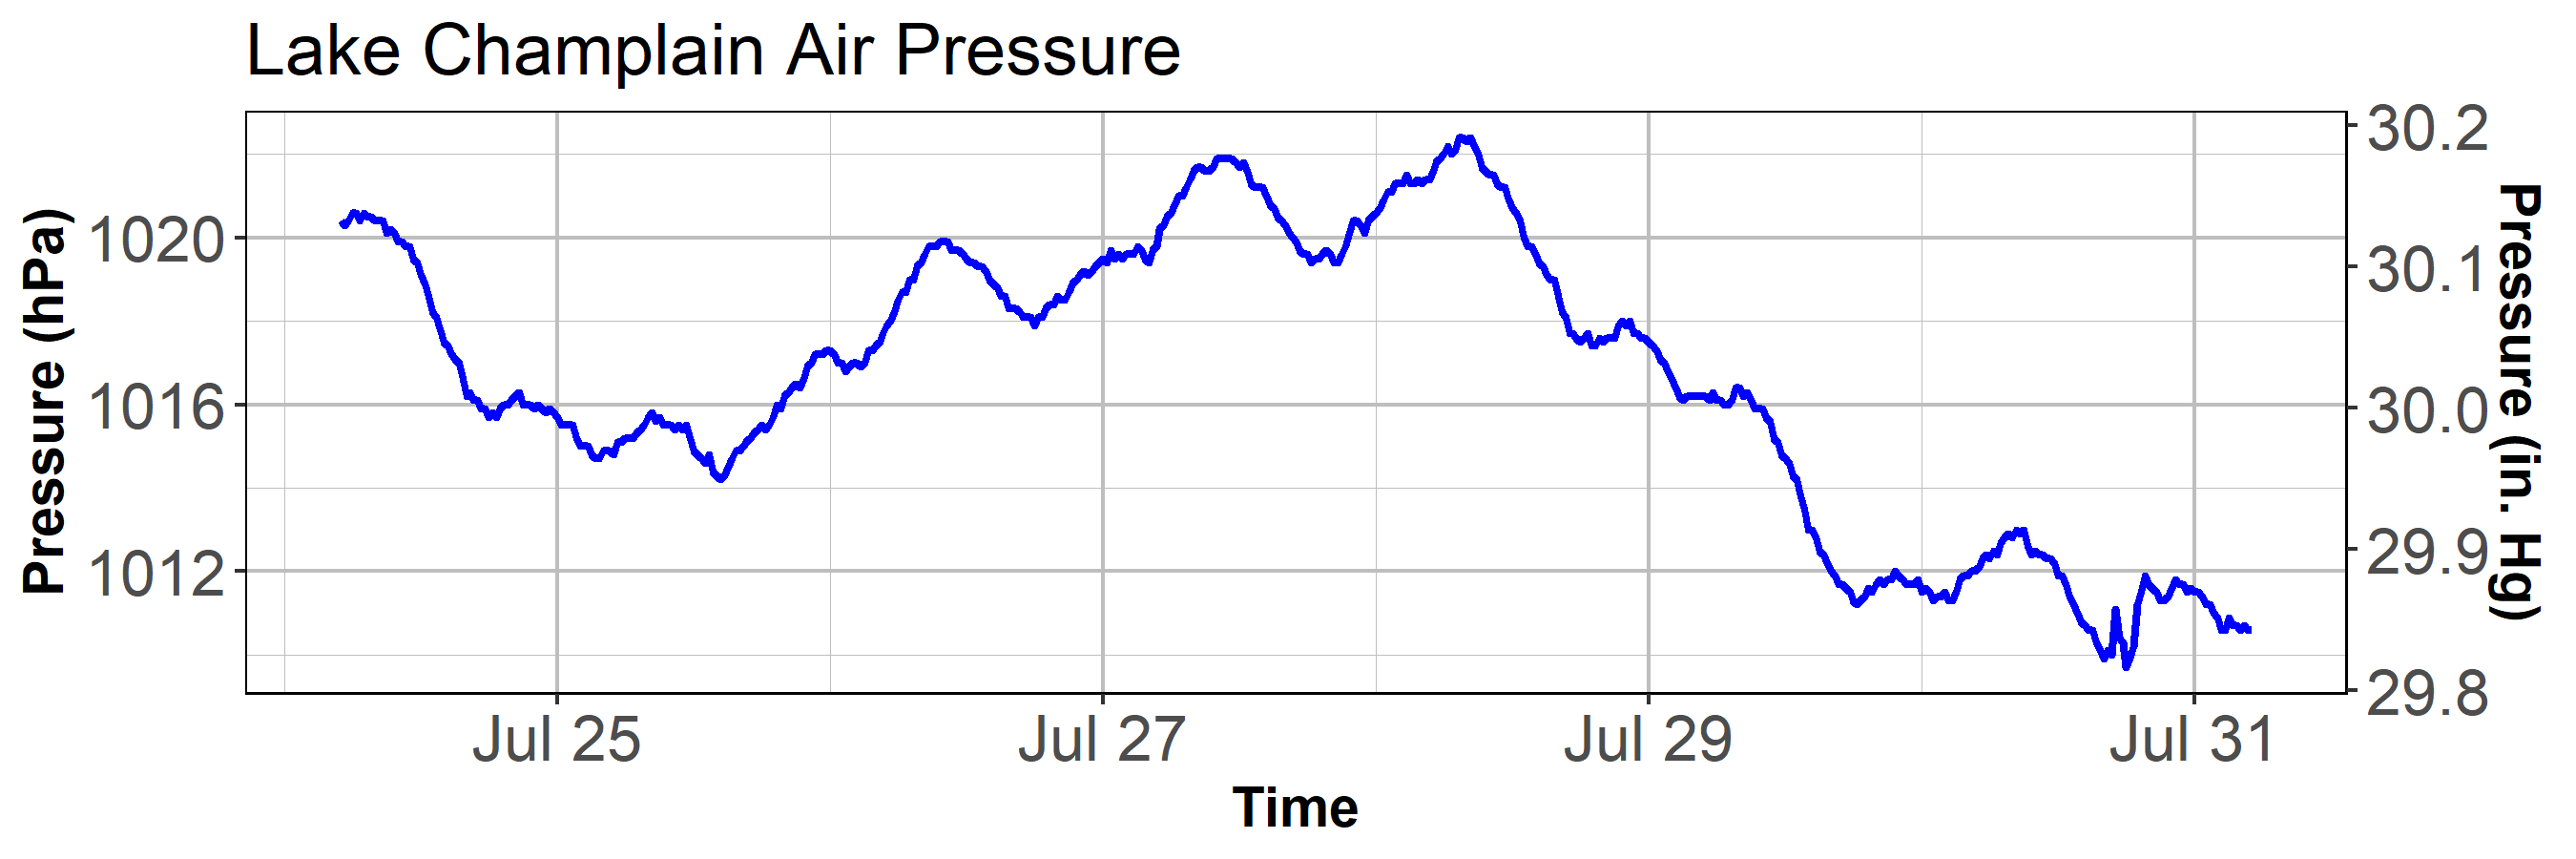 Lake Champlain Air Pressure
Pressure (hPa)
1020
1016
1012
30.2
30.1
30.0
29.9
29.8
Pressure (in. Hg)
Jul 25
Jul 27
Jul 29
Jul 31
Time